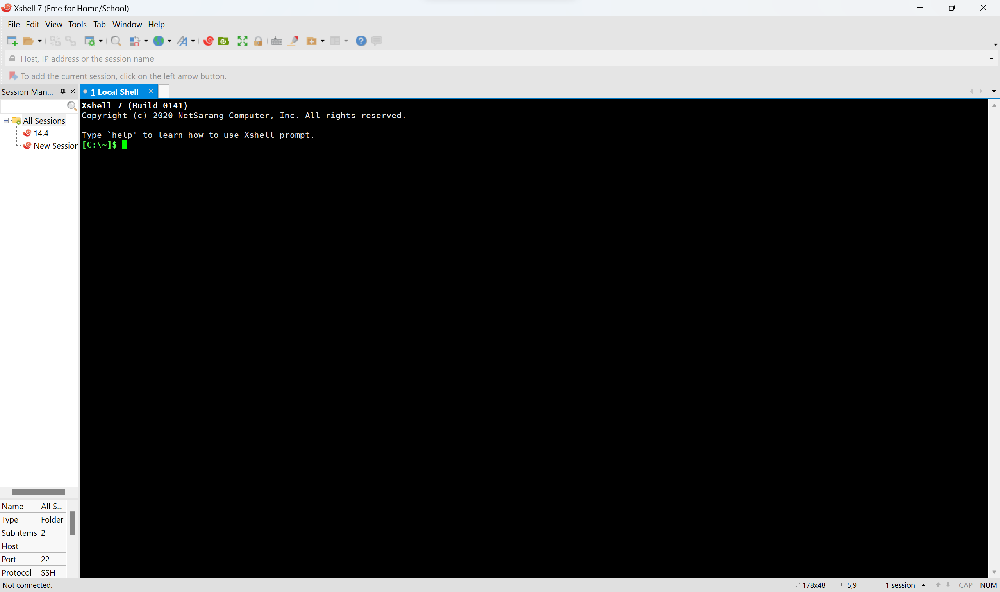 Xshell 7 (Free for Home/School)
File Edit View Tools Tab Window Help
Host, IP address or the session name
To add the current session, click on the left arrow button.
Session Man...
1 Local Shell
+
Xshell 7 (Build 0141)
Copyright (c) 2020 NetSarang Computer, Inc. All rights reserved.
Type `help' to learn how to use Xshell prompt.
[C:\~]$
All Sessions
14.4
New Session
Name All S...
Type Folder
Sub items 2
Host
Port 22
Protocol SSH
Not connected.
178x48 5,9 1 session CAP NUM